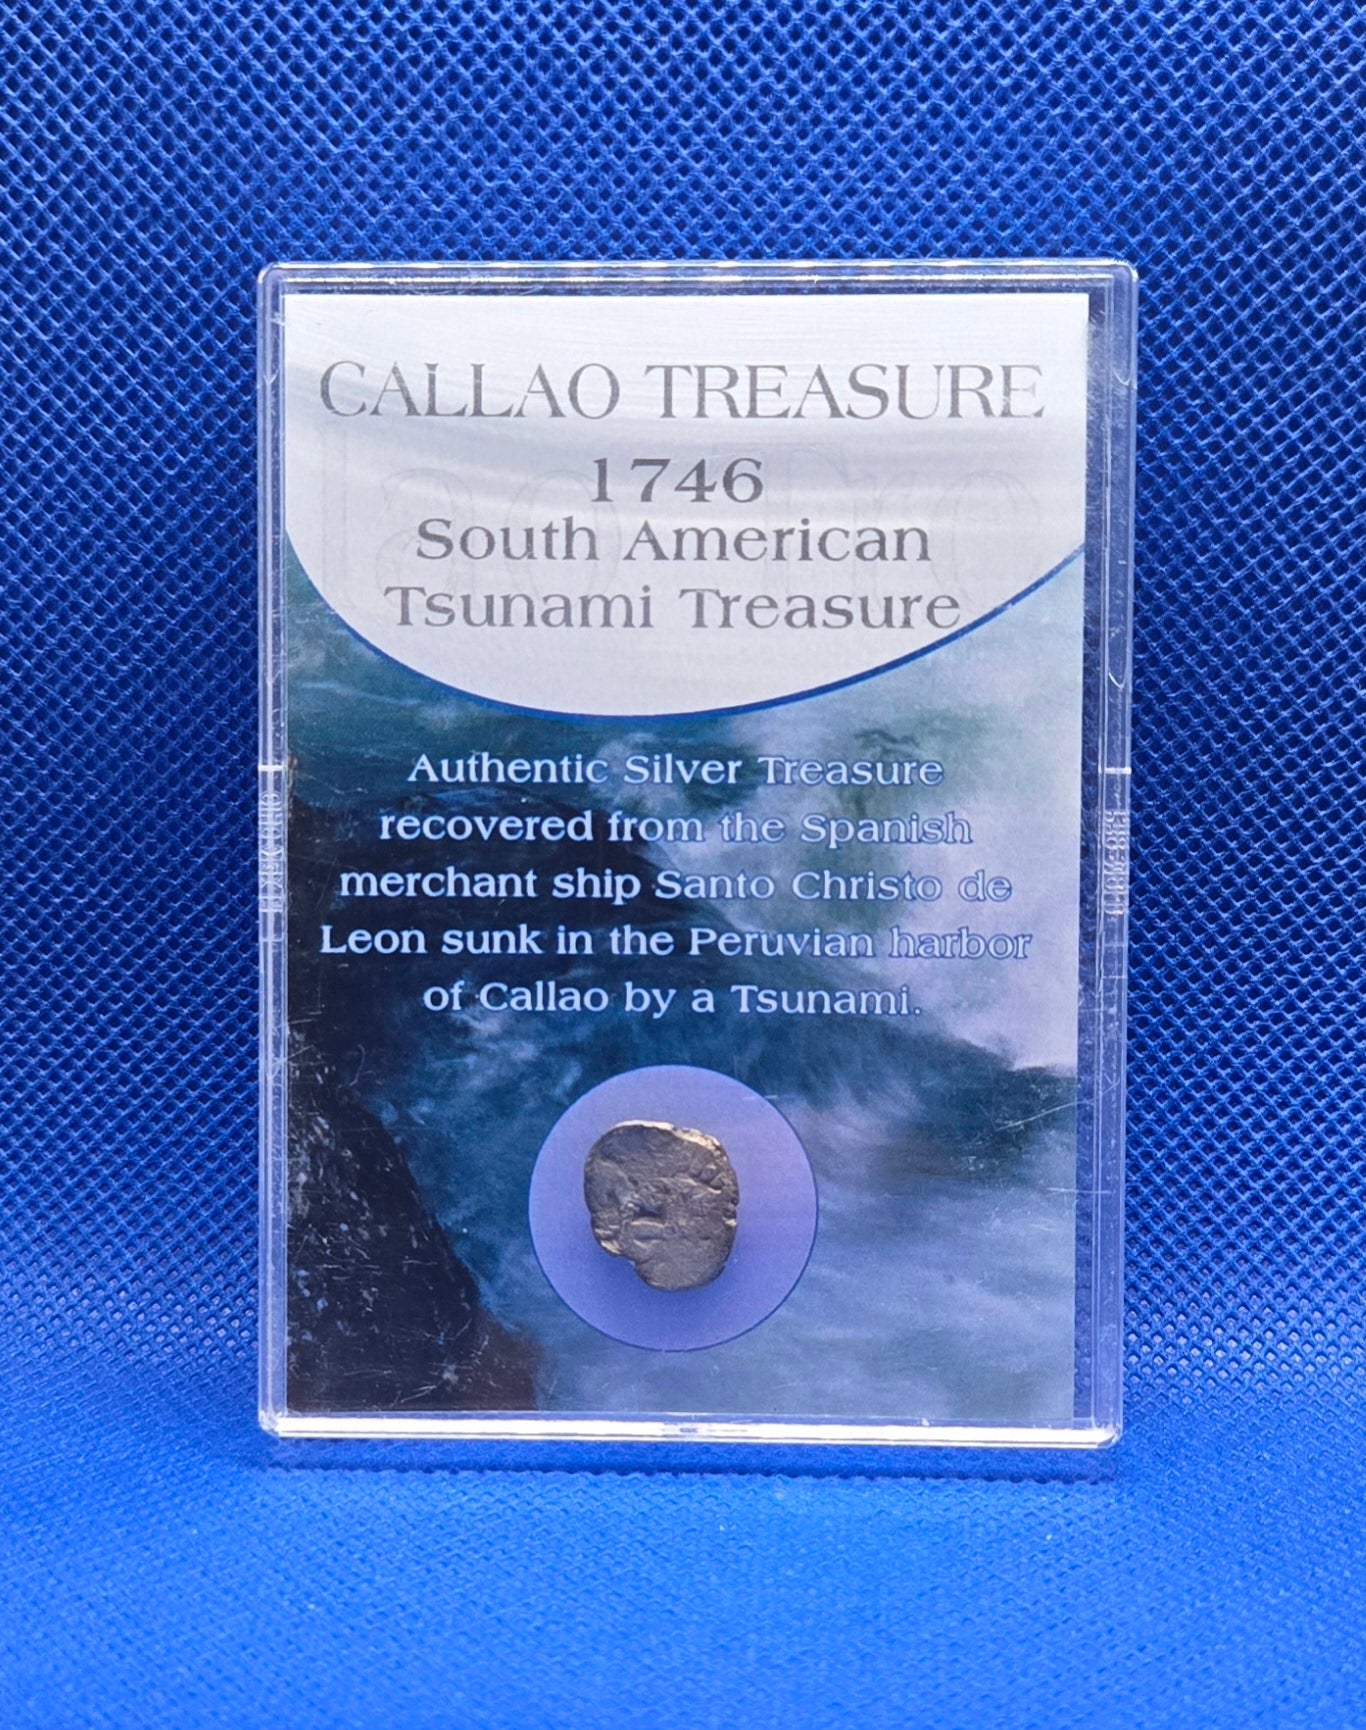 CALLAO TREASURE
1746
South American
Tsunami Treasure
Authentic Silver Treasure
recovered from the Spanish
merchant ship Santo Christo de
Leon sunk in the Peruvian harbor
of Callao by a Tsunami.